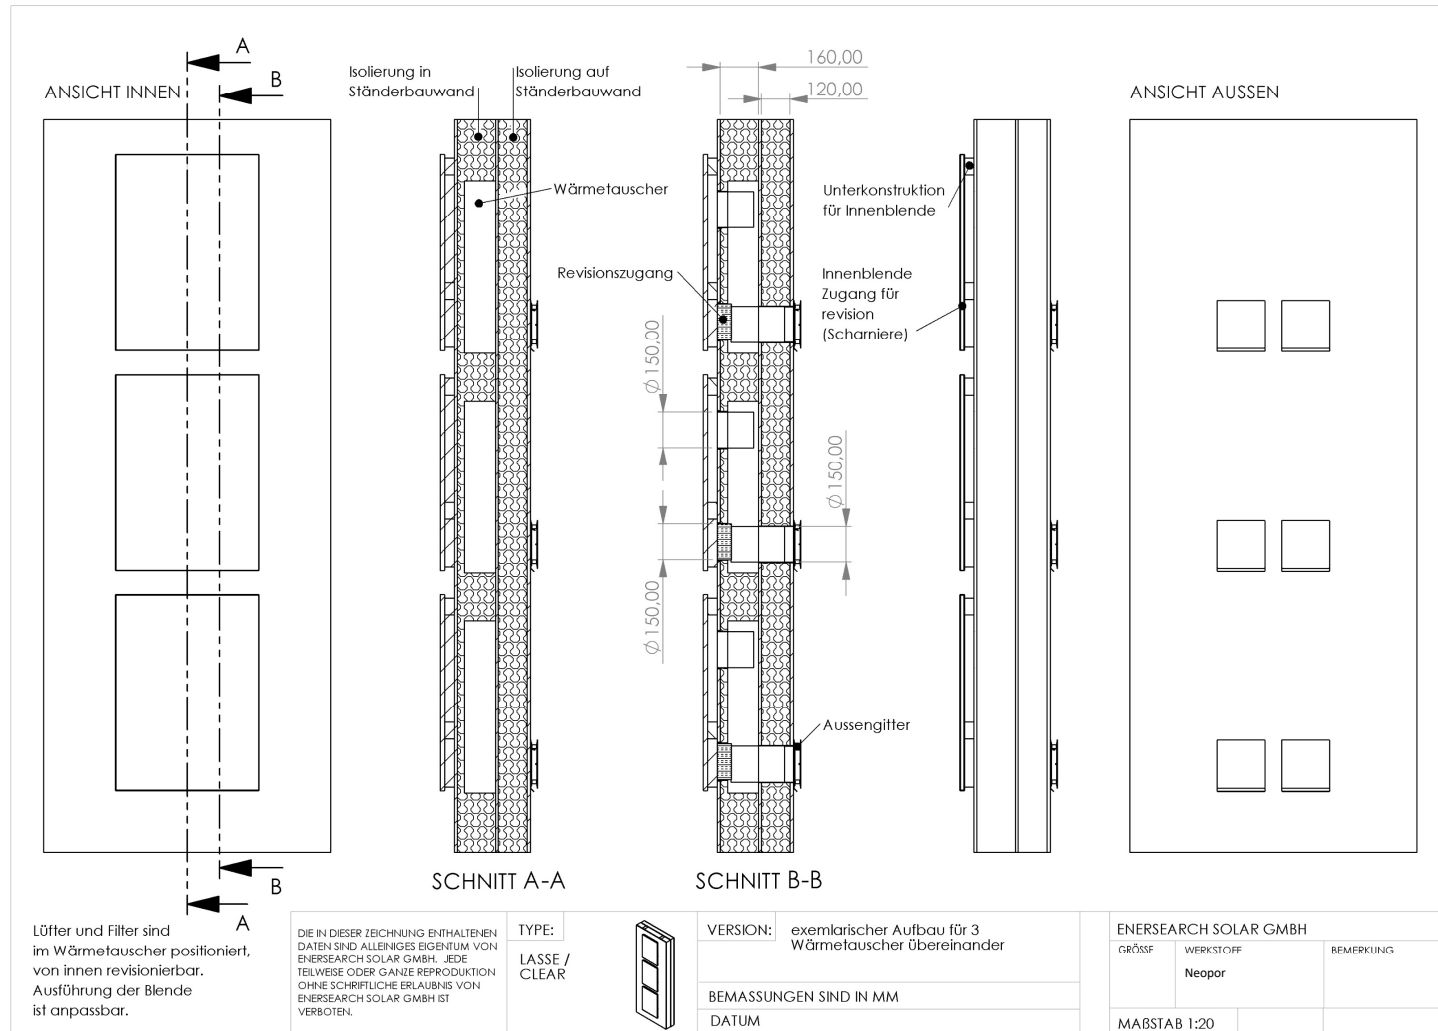 A
B
ANSICHT INNEN
Isolierung in
Ständerbauwand
Isolierung auf
Ständerbauwand
160,00
120,00
ANSICHT AUSSEN
Wärmetauscher
Unterkonstruktion
für Innenblende
Revisionszugang
Innenblende
Zugang für
revision
(Scharniere)
Ø150,00
Ø150,00
Ø150,00
Aussengitter
B
A
SCHNITT A-A
SCHNITT B-B
Lüfter und Filter sind
im Wärmetauscher positioniert,
von innen revisionierbar.
Ausführung der Blende
ist anpassbar.
DIE IN DIESER ZEICHNUNG ENTHALTENEN
DATEN SIND ALLEINIGES EIGENTUM VON
ENERSEARCH SOLAR GMBH. JEDE
TEILWEISE ODER GANZE REPRODUKTION
OHNE SCHRIFTLICHE ERLAUBNIS VON
ENERSEARCH SOLAR GMBH IST
VERBOTEN.
TYPE:
LASSE /
CLEAR
VERSION: exemlarischer Aufbau für 3
Wärmetauscher übereinander
BEMASSUNGEN SIND IN MM
DATUM
ENERSEARCH SOLAR GMBH
GRÖSSE WERKSTOFF BEMERKUNG
Neopor
MAßSTAB 1:20